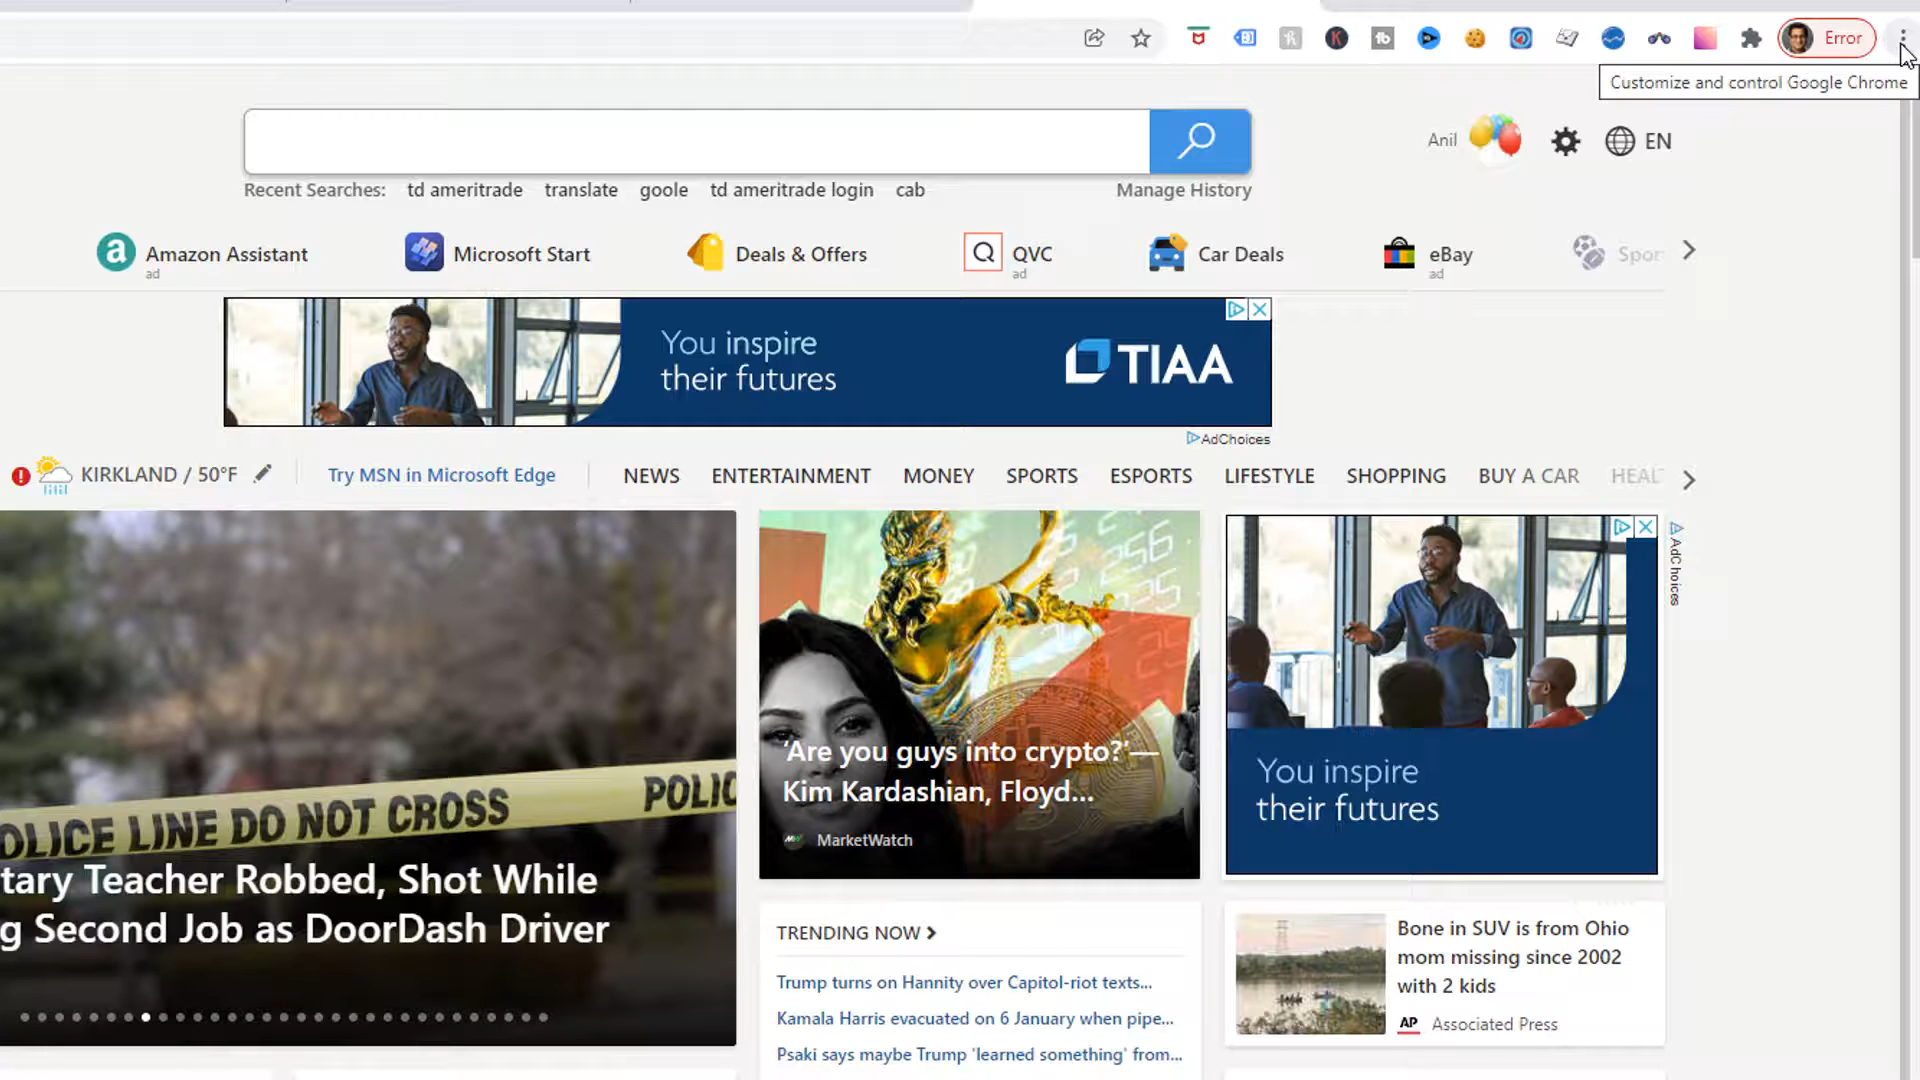 Error
Customize and control Google Chrome
Anil
EN
Recent Searches: td ameritrade translate goole td ameritrade login cab Manage History
a Amazon Assistant
ad
Microsoft Start
Deals & Offers
Q QVC
ad
Car Deals
eBay
ad
Spor
You inspire
their futures
TIAA
AdChoices
KIRKLAND / 50°F
Try MSN in Microsoft Edge
NEWS ENTERTAINMENT MONEY SPORTS ESPORTS LIFESTYLE SHOPPING BUY A CAR HEAL
OLICE LINE DO NOT CROSS POLIC
tary Teacher Robbed, Shot While
g Second Job as DoorDash Driver
'Are you guys into crypto?'—
Kim Kardashian, Floyd...
MarketWatch
AdChoices
You inspire
their futures
TRENDING NOW
Trump turns on Hannity over Capitol-riot texts...
Kamala Harris evacuated on 6 January when pipe...
Psaki says maybe Trump 'learned something' from...
Bone in SUV is from Ohio
mom missing since 2002
with 2 kids
AP Associated Press